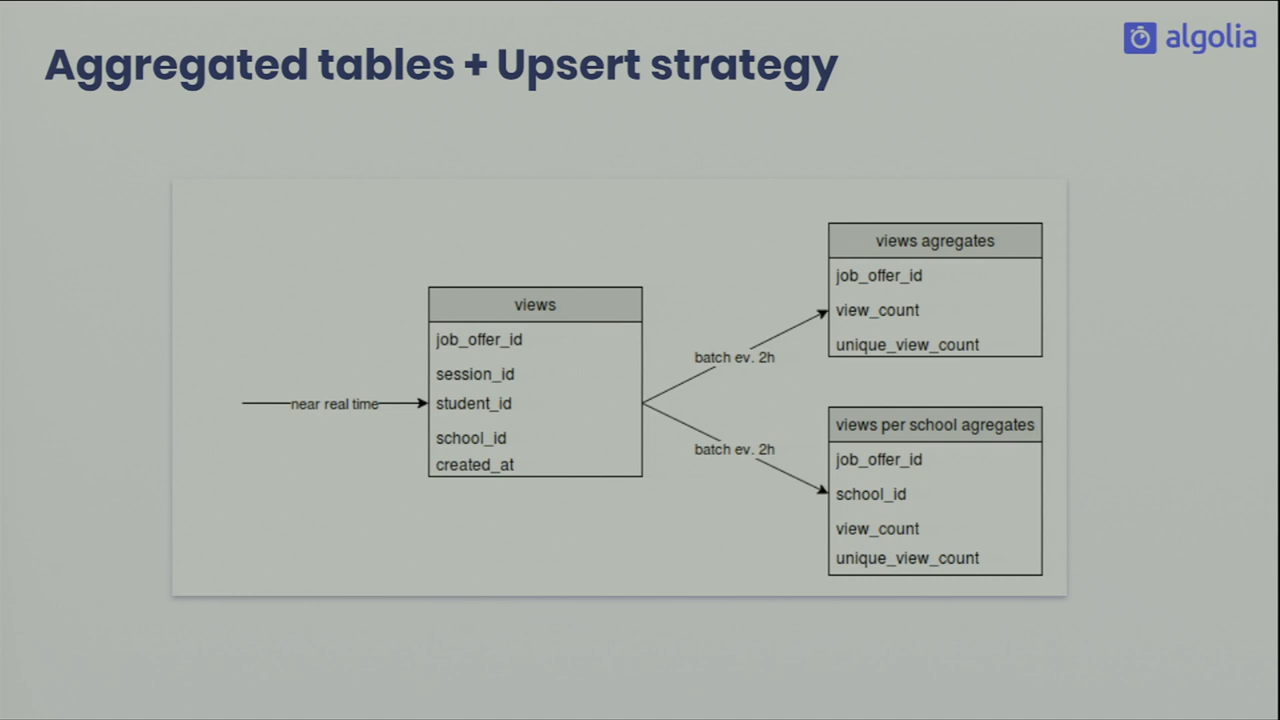 Aggregated tables + Upsert strategy
algolia
near real time
views
job_offer_id
session_id
student_id
school_id
created_at
batch ev. 2h
batch ev. 2h
views agregates
job_offer_id
view_count
unique_view_count
views per school agregates
job_offer_id
school_id
view_count
unique_view_count